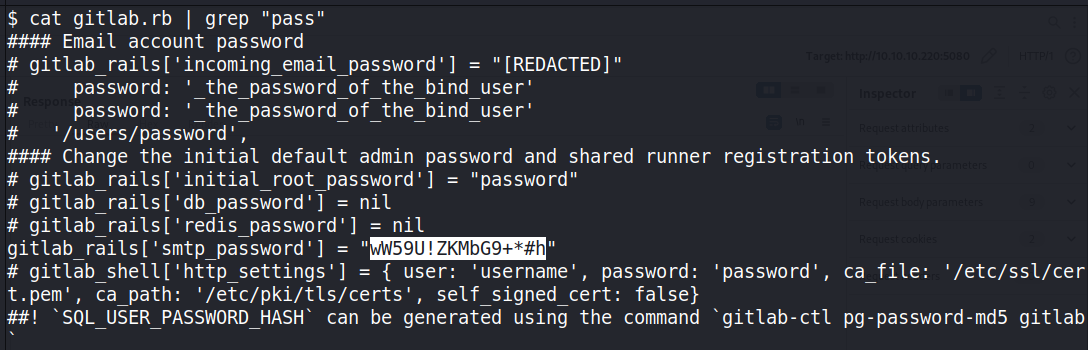 $ cat gitlab.rb | grep "pass"
#### Email account password
# gitlab_rails['incoming_email_password'] = "[REDACTED]"
#     password: '_the_password_of_the_bind_user'
#     password: '_the_password_of_the_bind_user'
#   '/users/password',
#### Change the initial default admin password and shared runner registration tokens.
# gitlab_rails['initial_root_password'] = "password"
# gitlab_rails['db_password'] = nil
# gitlab_rails['redis_password'] = nil
gitlab_rails['smtp_password'] = "wW59U!ZKMbG9+*#h"
# gitlab_shell['http_settings'] = { user: 'username', password: 'password', ca_file: '/etc/ssl/cer
t.pem', ca_path: '/etc/pki/tls/certs', self_signed_cert: false}
##! `SQL_USER_PASSWORD_HASH` can be generated using the command `gitlab-ctl pg-password-md5 gitlab
`
Target: http://10.10.10.220:5080
HTTP/1
Response
Inspector
Request attributes
Request query parameters
Request body parameters
Request cookies